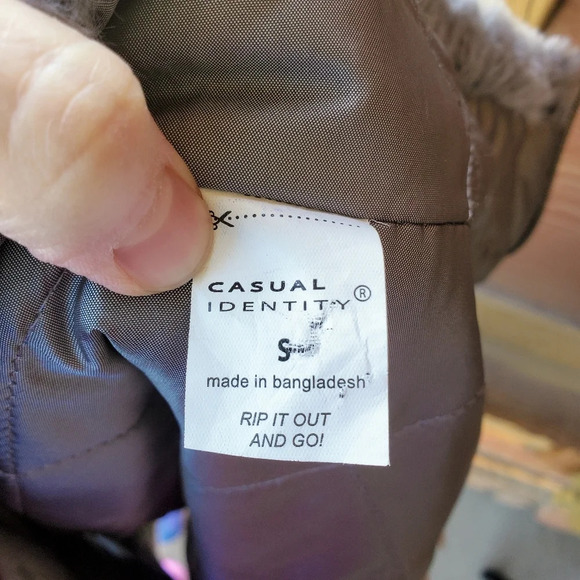 CASUAL
IDENTITY®
S
made in bangladesh
RIP IT OUT
AND GO!